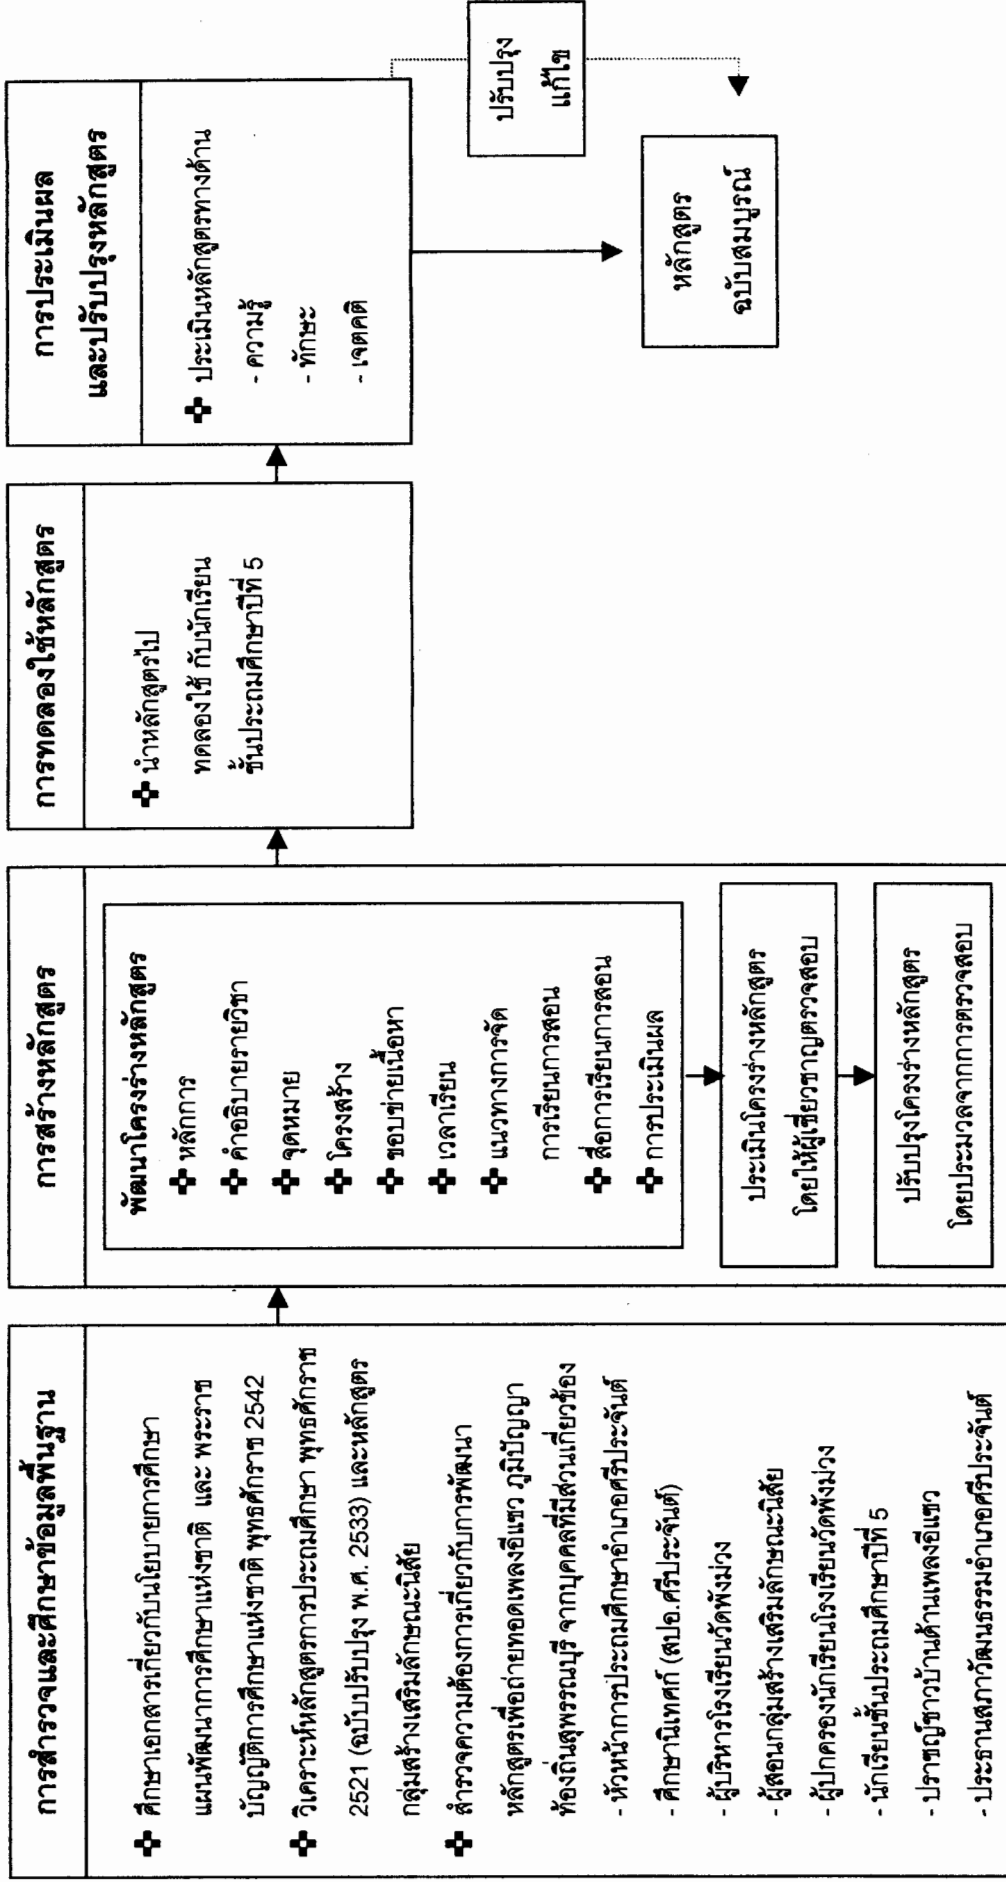 การสำรวจและศึกษาข้อมูลพื้นฐาน
ศึกษาเอกสารเกี่ยวกับนโยบายการศึกษา
แผนพัฒนาการศึกษาแห่งชาติ และ พระราช
บัญญัติการศึกษาแห่งชาติ พุทธศักราช 2542
วิเคราะห์หลักสูตรการประถมศึกษา พุทธศักราช
2521 (ฉบับปรับปรุง พ.ศ. 2533) และหลักสูตร
กลุ่มสร้างเสริมลักษณะนิสัย
สำรวจความต้องการเกี่ยวกับการพัฒนา
หลักสูตรเพื่อถ่ายทอดเพลงอีแซว ภูมิปัญญา
ท้องถิ่นสุพรรณบุรี จากบุคคลที่มีส่วนเกี่ยวข้อง
- หัวหน้าการประถมศึกษาอำเภอศรีประจันต์
- ศึกษานิเทศก์ (สปอ.ศรีประจันต์)
- ผู้บริหารโรงเรียนวัดพังม่วง
- ผู้สอนกลุ่มสร้างเสริมลักษณะนิสัย
- ผู้ปกครองนักเรียนโรงเรียนวัดพังม่วง
- นักเรียนชั้นประถมศึกษาปีที่ 5
- ปราชญ์ชาวบ้านด้านเพลงอีแซว
- ประธานสภาวัฒนธรรมอำเภอศรีประจันต์
การสร้างหลักสูตร
พัฒนาโครงร่างหลักสูตร
หลักการ
คำอธิบายรายวิชา
จุดหมาย
โครงสร้าง
ขอบข่ายเนื้อหา
เวลาเรียน
แนวทางการจัด
การเรียนการสอน
สื่อการเรียนการสอน
การประเมินผล
ประเมินโครงร่างหลักสูตร
โดยให้ผู้เชี่ยวชาญตรวจสอบ
ปรับปรุงโครงร่างหลักสูตร
โดยประมวลจากการตรวจสอบ
การทดลองใช้หลักสูตร
นำหลักสูตรไป
ทดลองใช้ กับนักเรียน
ชั้นประถมศึกษาปีที่ 5
การประเมินผล
และปรับปรุงหลักสูตร
ประเมินหลักสูตรทางด้าน
- ความรู้
- ทักษะ
- เจตคติ
ปรับปรุง
แก้ไข
หลักสูตร
ฉบับสมบูรณ์